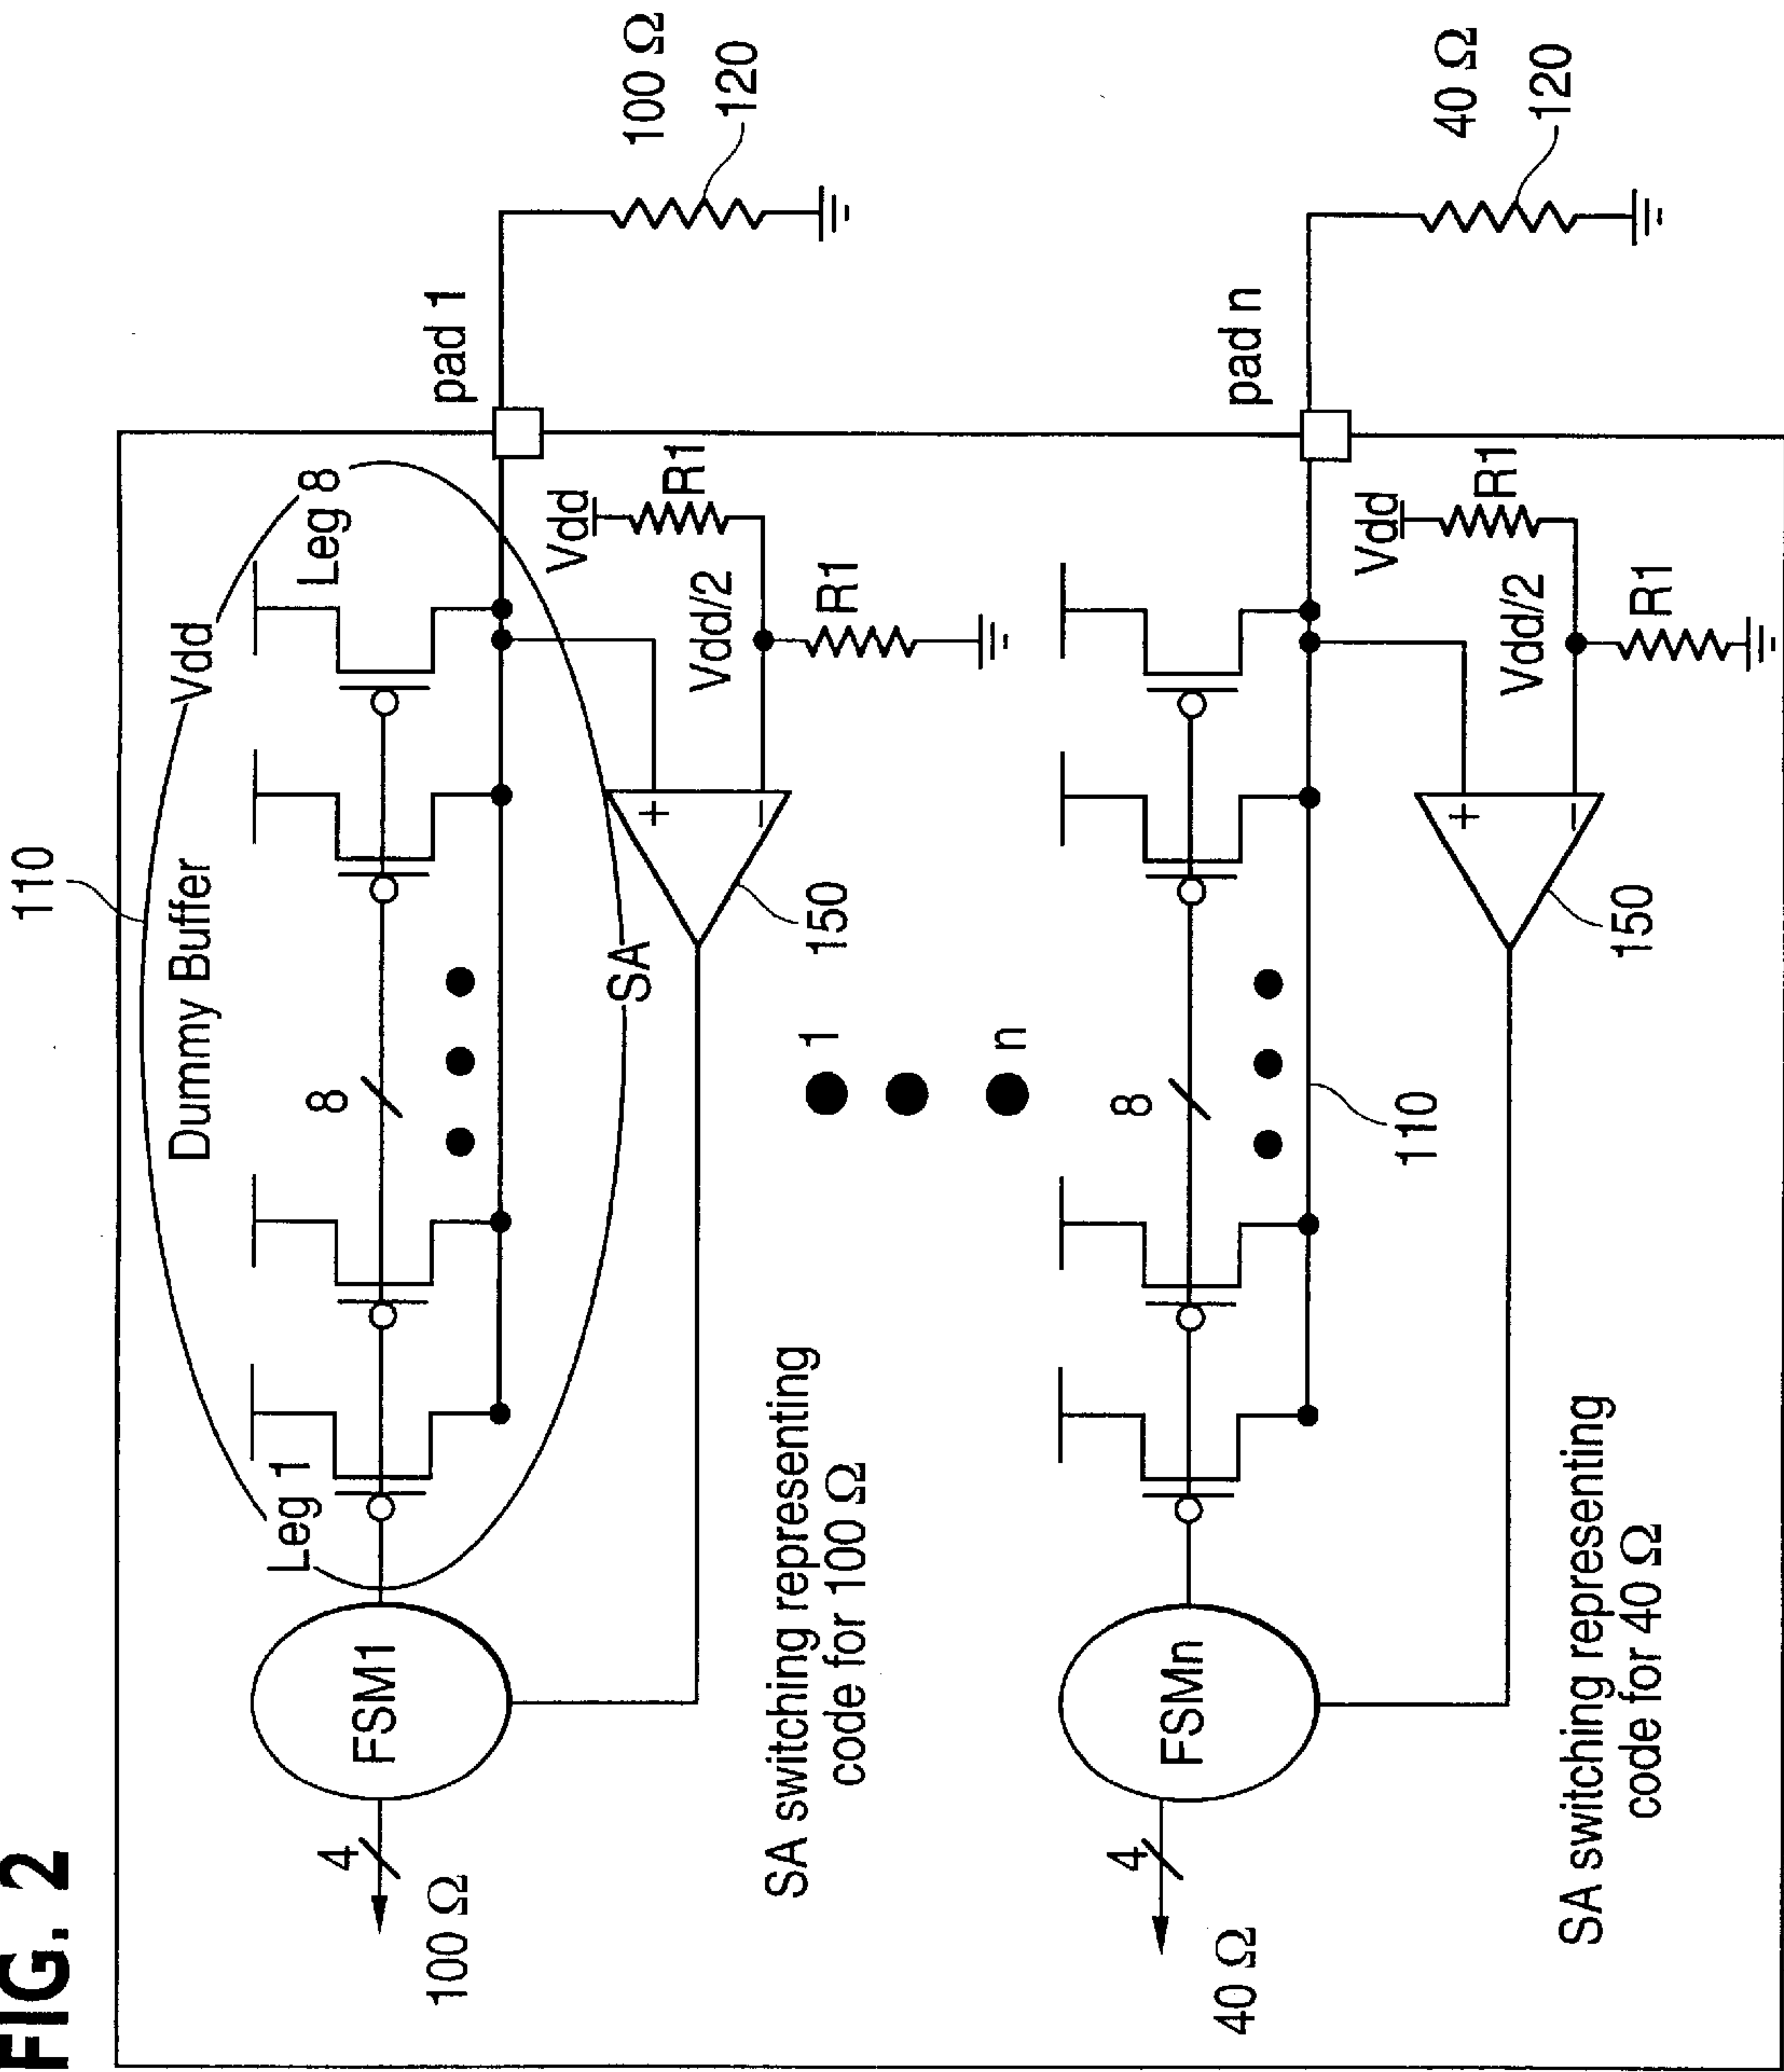 FIG. 2
110
Dummy Buffer
Vdd
Leg 1
Leg 8
8
FSM1
4
100 Ω
SA
150
+
−
Vdd/2
Vdd
R1
R1
pad 1
100 Ω
120
SA switching representing
code for 100 Ω
1
n
8
FSMn
4
40 Ω
110
150
+
−
Vdd/2
Vdd
R1
R1
pad n
40 Ω
120
SA switching representing
code for 40 Ω